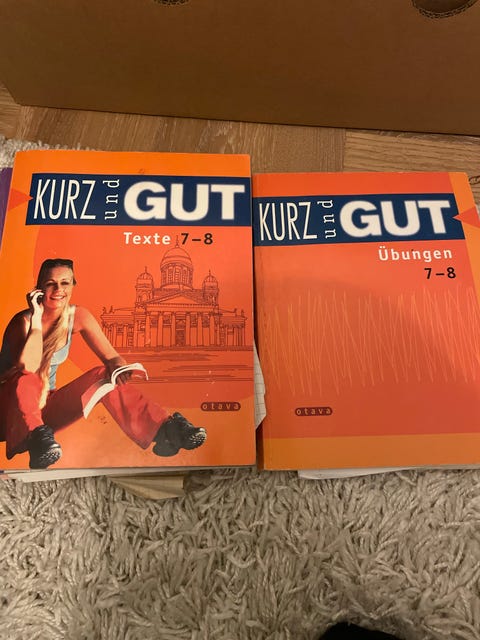 KURZ und GUT
Texte 7–8
otava
KURZ und GUT
Übungen
7–8
otava